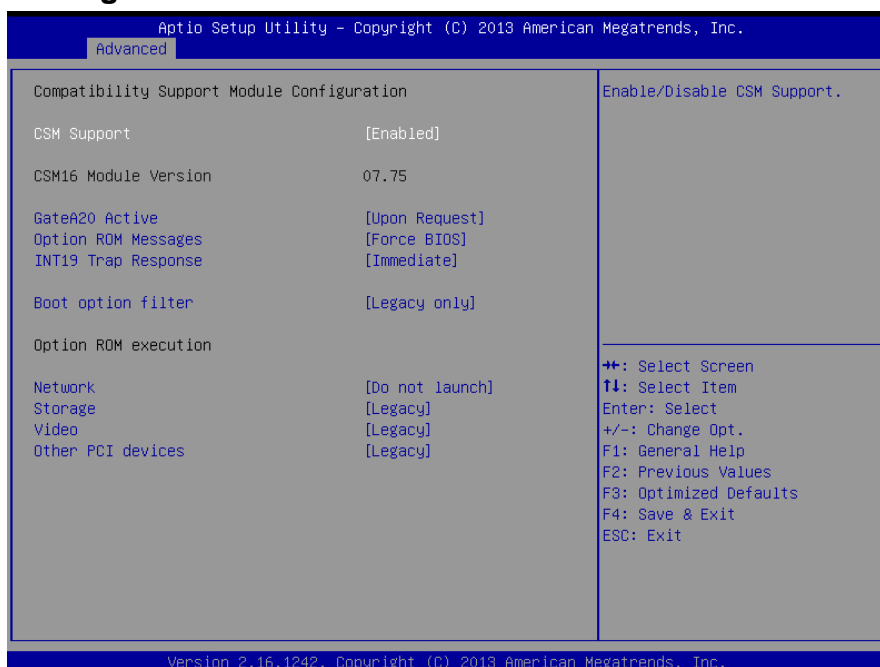 Aptio Setup Utility – Copyright (C) 2013 American Megatrends, Inc.
Advanced
Compatibility Support Module Configuration
CSM Support [Enabled]
CSM16 Module Version 07.75
GateA20 Active [Upon Request]
Option ROM Messages [Force BIOS]
INT19 Trap Response [Immediate]
Boot option filter [Legacy only]
Option ROM execution
Network [Do not launch]
Storage [Legacy]
Video [Legacy]
Other PCI devices [Legacy]
Enable/Disable CSM Support.
→←: Select Screen
↑↓: Select Item
Enter: Select
+/-: Change Opt.
F1: General Help
F2: Previous Values
F3: Optimized Defaults
F4: Save & Exit
ESC: Exit
Version 2.16.1242. Copyright (C) 2013 American Megatrends, Inc.